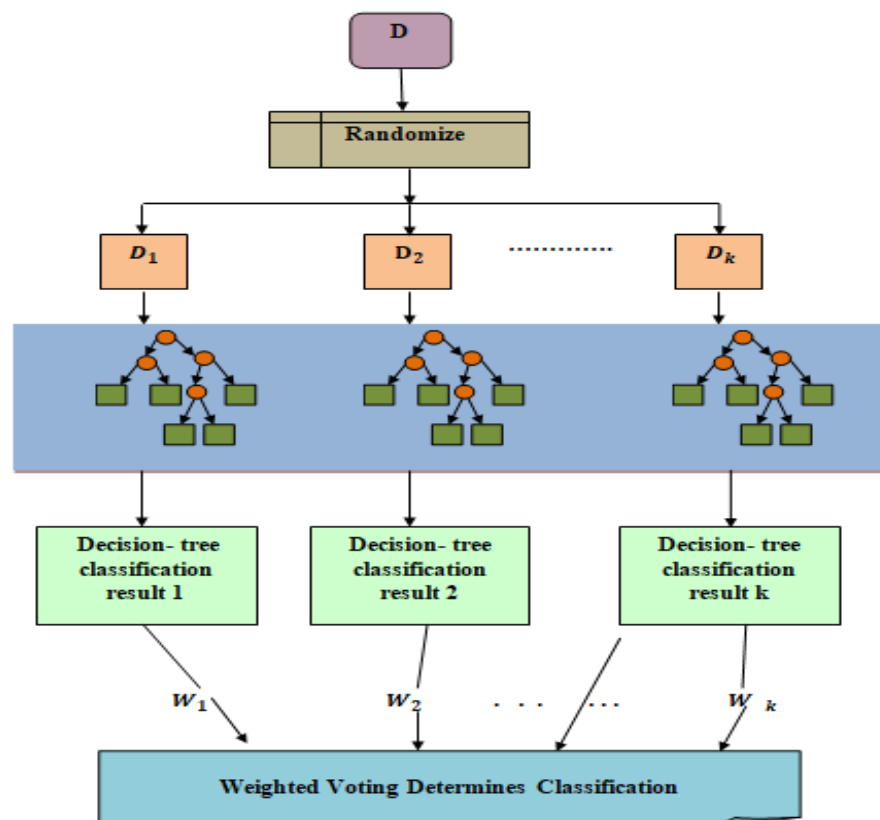 D
Randomize
D₁
D₂
.............
Dₖ
Decision- tree
classification
result 1
Decision- tree
classification
result 2
Decision- tree
classification
result k
W₁
W₂
. . . . . .
W ₖ
Weighted Voting Determines Classification